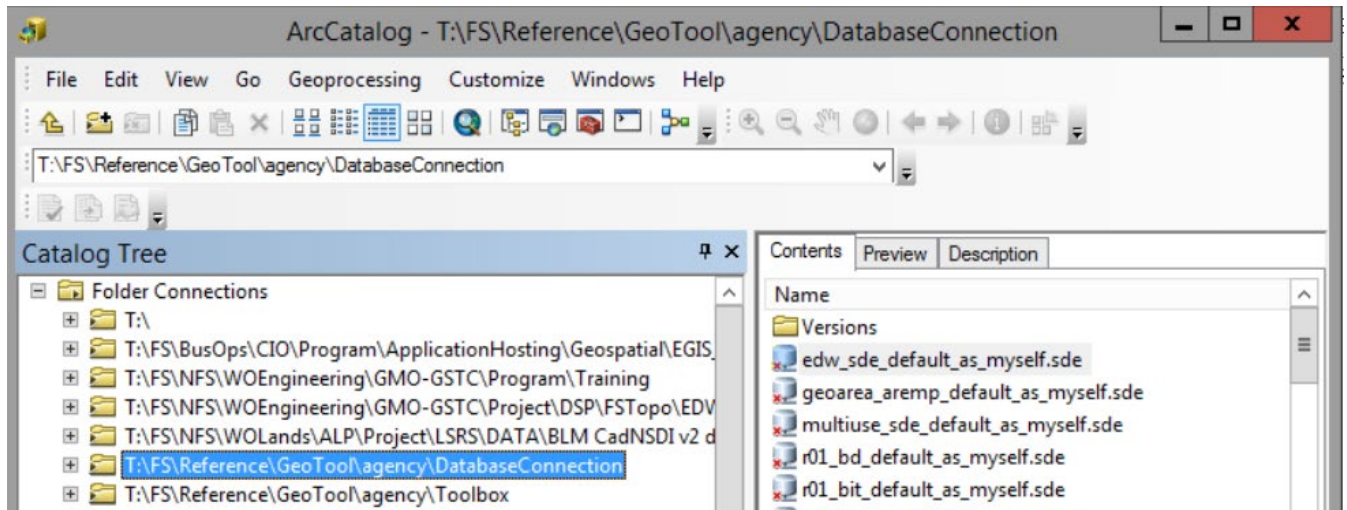 ArcCatalog - T:\FS\Reference\GeoTool\agency\DatabaseConnection
File Edit View Go Geoprocessing Customize Windows Help
T:\FS\Reference\GeoTool\agency\DatabaseConnection
Catalog Tree
Folder Connections
T:\
T:\FS\BusOps\CIO\Program\ApplicationHosting\Geospatial\EGIS_
T:\FS\NFS\WOEngineering\GMO-GSTC\Program\Training
T:\FS\NFS\WOEngineering\GMO-GSTC\Project\DSP\FSTopo\EDW
T:\FS\NFS\WOLands\ALP\Project\LSRS\DATA\BLM CadNSDI v2 d
T:\FS\Reference\GeoTool\agency\DatabaseConnection
T:\FS\Reference\GeoTool\agency\Toolbox
Contents Preview Description
Name
Versions
edw_sde_default_as_myself.sde
geoarea_aremp_default_as_myself.sde
multiuse_sde_default_as_myself.sde
r01_bd_default_as_myself.sde
r01_bit_default_as_myself.sde